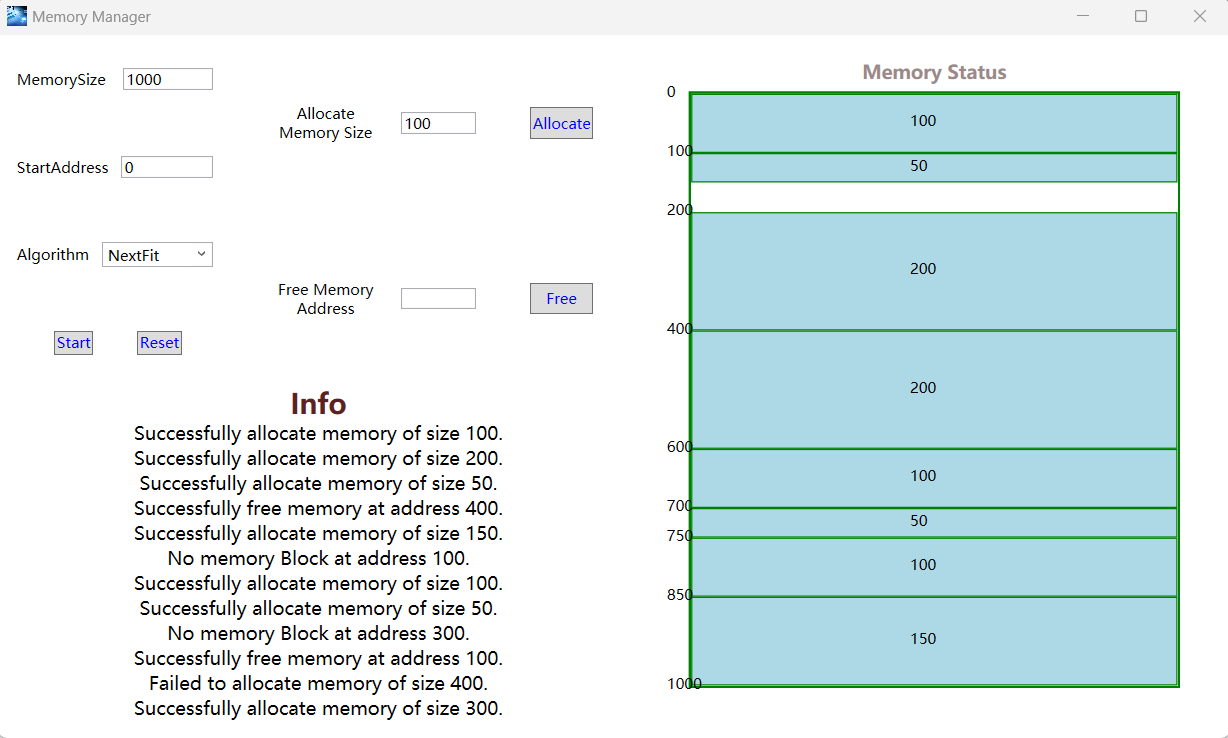 Memory Manager
MemorySize 1000
Allocate
Memory Size
100
Allocate
StartAddress 0
Algorithm NextFit
Free Memory
Address
Free
Start Reset
Info
Successfully allocate memory of size 100.
Successfully allocate memory of size 200.
Successfully allocate memory of size 50.
Successfully free memory at address 400.
Successfully allocate memory of size 150.
No memory Block at address 100.
Successfully allocate memory of size 100.
Successfully allocate memory of size 50.
No memory Block at address 300.
Successfully free memory at address 100.
Failed to allocate memory of size 400.
Successfully allocate memory of size 300.
Memory Status
0
100
100
50
200
200
400
200
600
100
700
50
750
100
850
150
1000